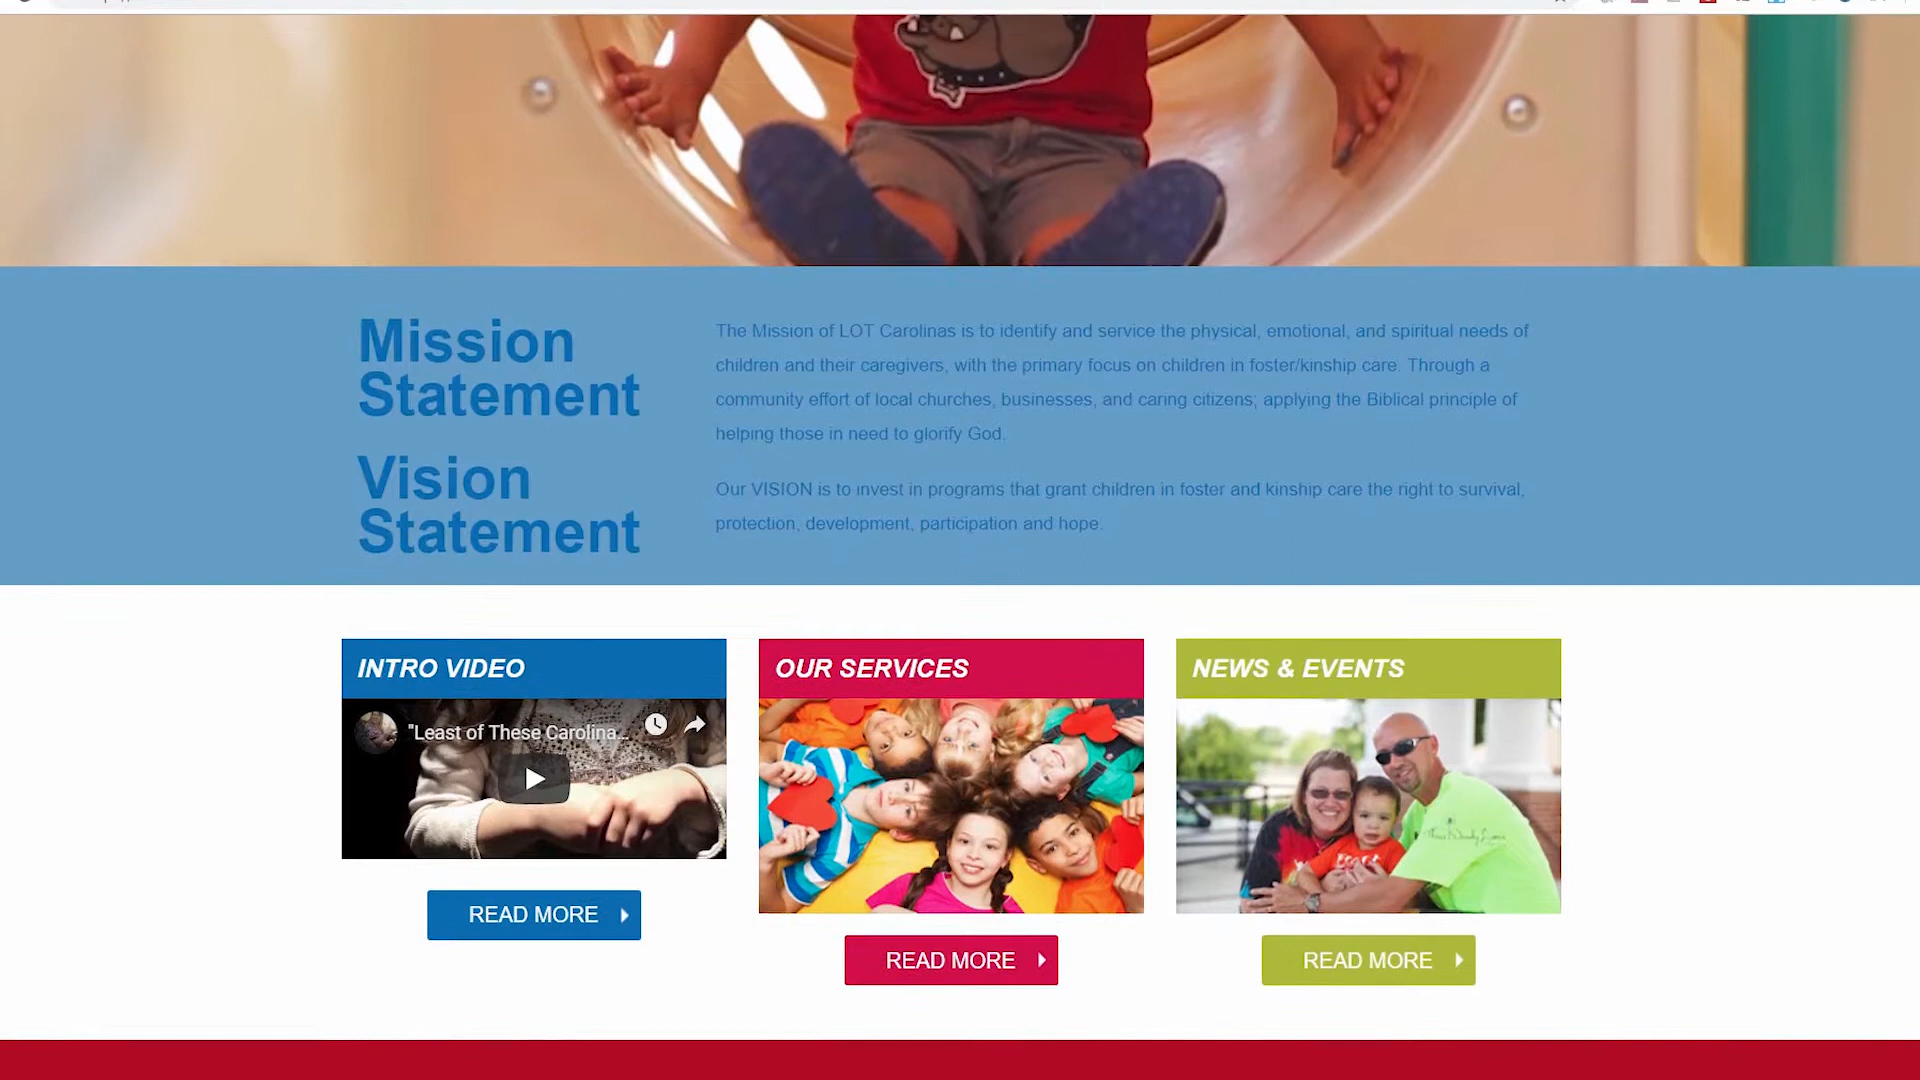 Mission
Statement
The Mission of LOT Carolinas is to identify and service the physical, emotional, and spiritual needs of
children and their caregivers, with the primary focus on children in foster/kinship care. Through a
community effort of local churches, businesses, and caring citizens; applying the Biblical principle of
helping those in need to glorify God.
Vision
Statement
Our VISION is to invest in programs that grant children in foster and kinship care the right to survival,
protection, development, participation and hope.
INTRO VIDEO
OUR SERVICES
NEWS & EVENTS
"Least of These Carolina...
READ MORE
READ MORE
READ MORE